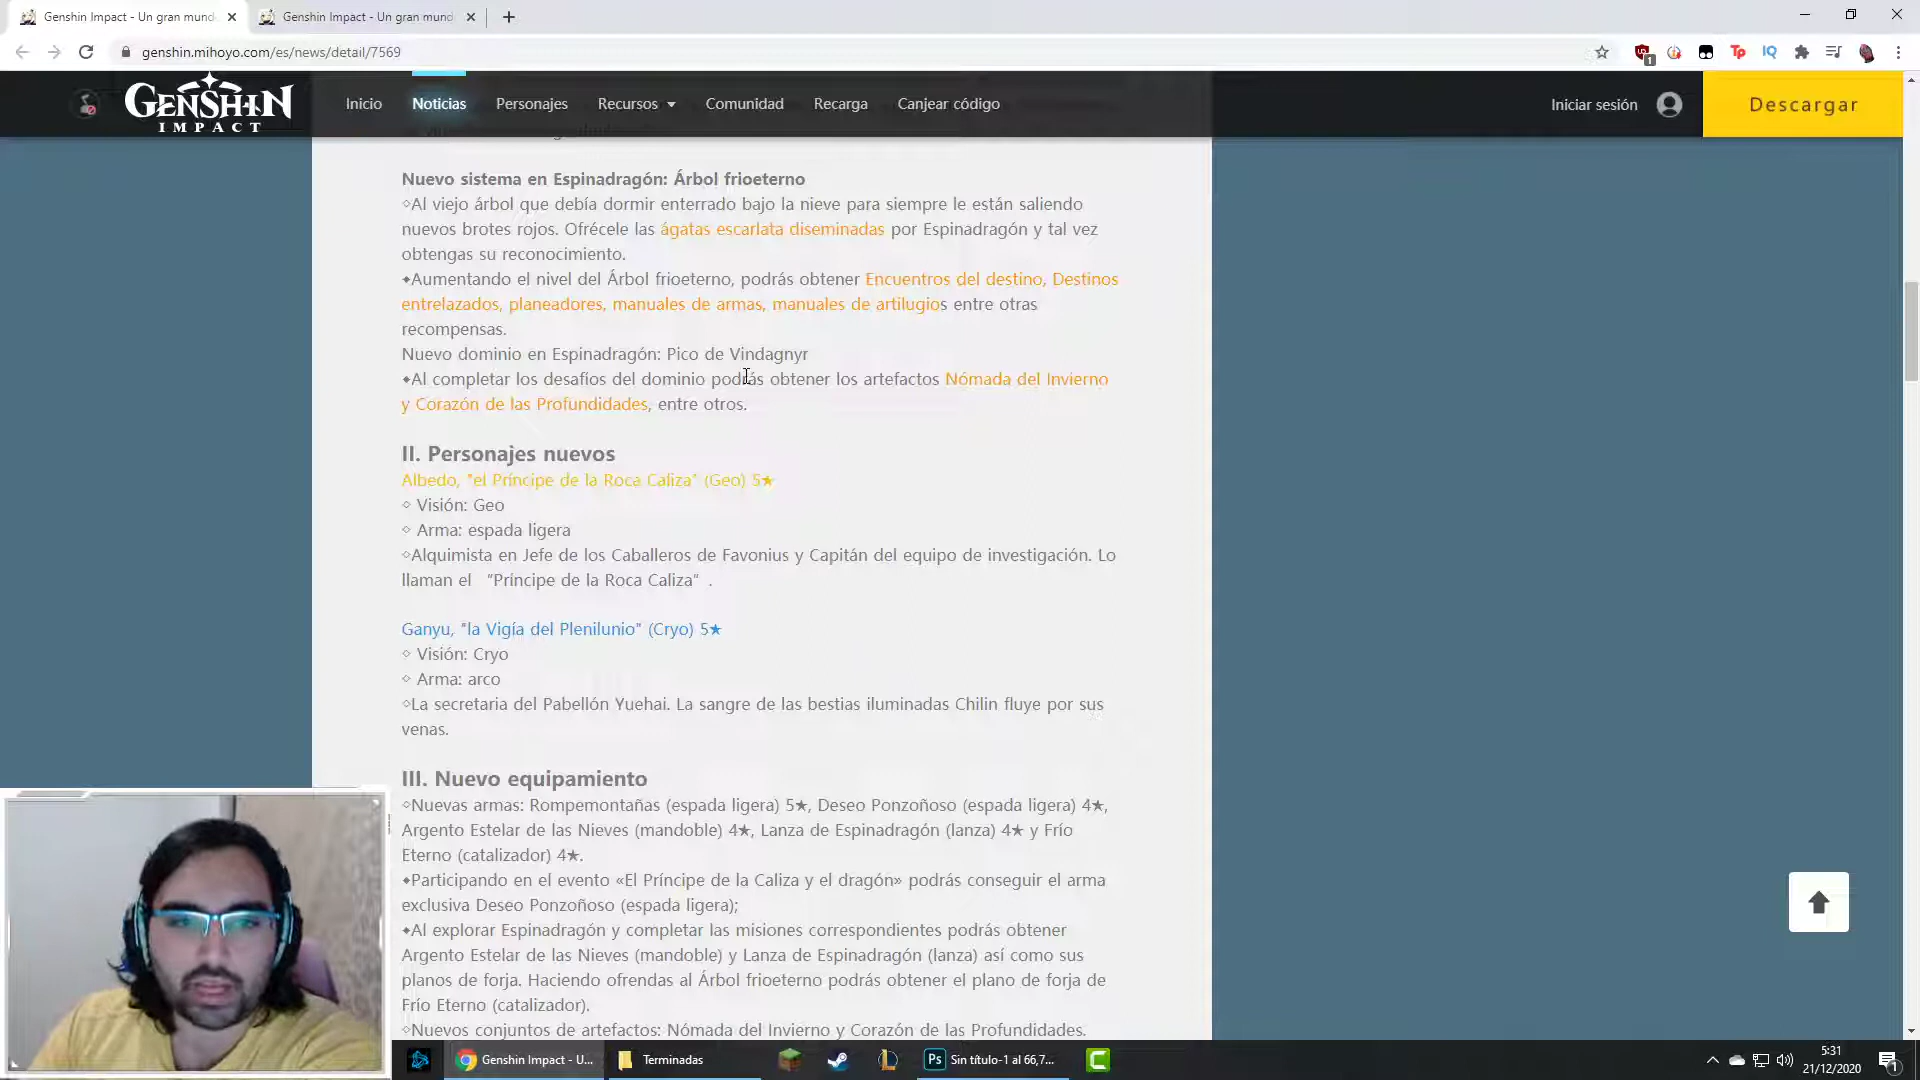 Genshin Impact - Un gran mund
Genshin Impact - Un gran mund
genshin.mihoyo.com/es/news/detail/7569
GENSHIN
IMPACT
Inicio
Noticias
Personajes
Recursos
Comunidad
Recarga
Canjear código
Iniciar sesión
Descargar
Nuevo sistema en Espinadragón: Árbol frioeterno
◇Al viejo árbol que debía dormir enterrado bajo la nieve para siempre le están saliendo
nuevos brotes rojos. Ofrécele las ágatas escarlata diseminadas por Espinadragón y tal vez
obtengas su reconocimiento.
◆Aumentando el nivel del Árbol frioeterno, podrás obtener Encuentros del destino, Destinos
entrelazados, planeadores, manuales de armas, manuales de artilugios entre otras
recompensas.
Nuevo dominio en Espinadragón: Pico de Vindagnyr
◆Al completar los desafíos del dominio podrás obtener los artefactos Nómada del Invierno
y Corazón de las Profundidades, entre otros.
II. Personajes nuevos
Albedo, "el Príncipe de la Roca Caliza" (Geo) 5★
◇ Visión: Geo
◇ Arma: espada ligera
◇Alquimista en Jefe de los Caballeros de Favonius y Capitán del equipo de investigación. Lo
llaman el "Príncipe de la Roca Caliza" .
Ganyu, "la Vigía del Plenilunio" (Cryo) 5★
◇ Visión: Cryo
◇ Arma: arco
◇La secretaria del Pabellón Yuehai. La sangre de las bestias iluminadas Chilin fluye por sus
venas.
III. Nuevo equipamiento
◇Nuevas armas: Rompemontañas (espada ligera) 5★, Deseo Ponzoñoso (espada ligera) 4★,
Argento Estelar de las Nieves (mandoble) 4★, Lanza de Espinadragón (lanza) 4★ y Frío
Eterno (catalizador) 4★.
◆Participando en el evento «El Príncipe de la Caliza y el dragón» podrás conseguir el arma
exclusiva Deseo Ponzoñoso (espada ligera);
◆Al explorar Espinadragón y completar las misiones correspondientes podrás obtener
Argento Estelar de las Nieves (mandoble) y Lanza de Espinadragón (lanza) así como sus
planos de forja. Haciendo ofrendas al Árbol frioeterno podrás obtener el plano de forja de
Frío Eterno (catalizador).
◇Nuevos conjuntos de artefactos: Nómada del Invierno y Corazón de las Profundidades.
Genshin Impact - U...
Terminadas
Ps
Sin título-1 al 66,7...
5:31
21/12/2020